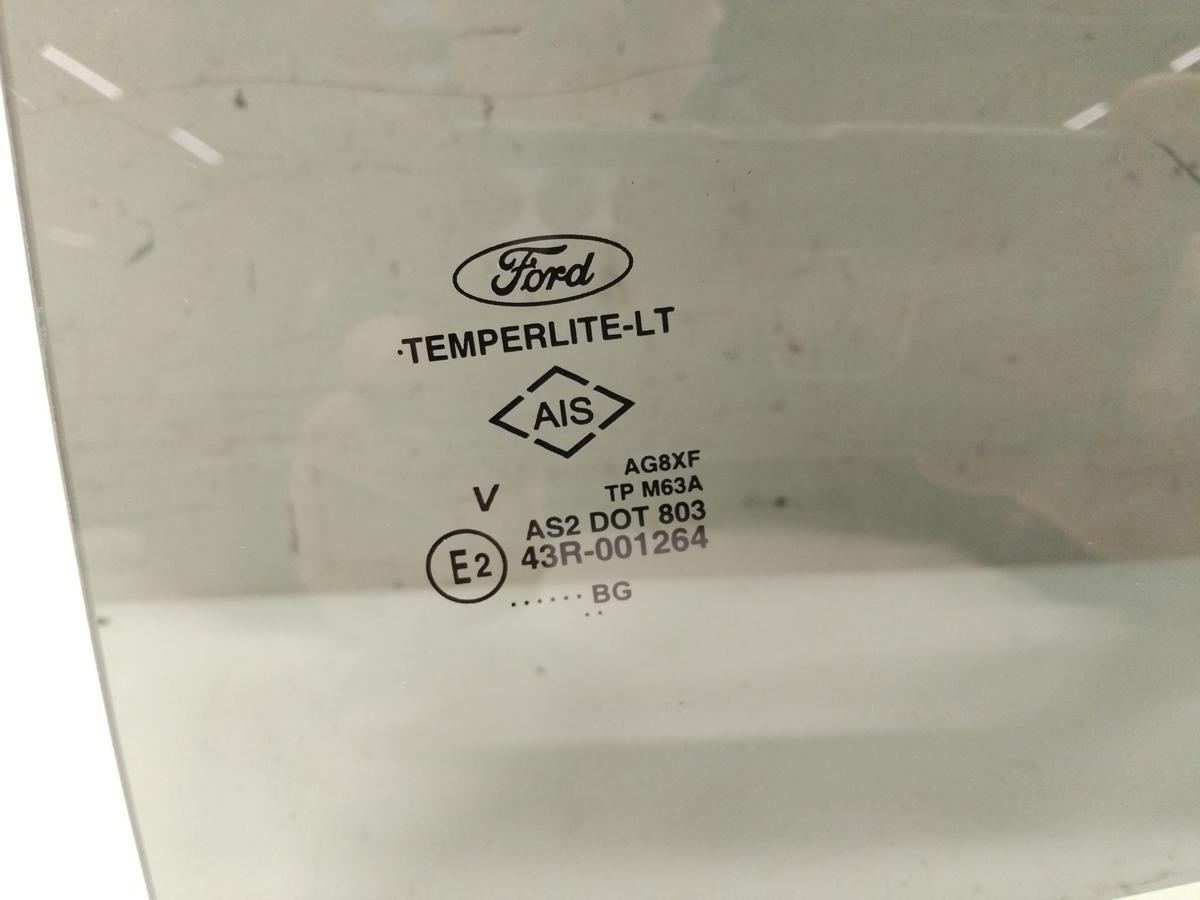 Ford
·TEMPERLITE-LT
AIS
AG8XF
TP M63A
V
AS2 DOT 803
E2 43R-001264
......BG
..